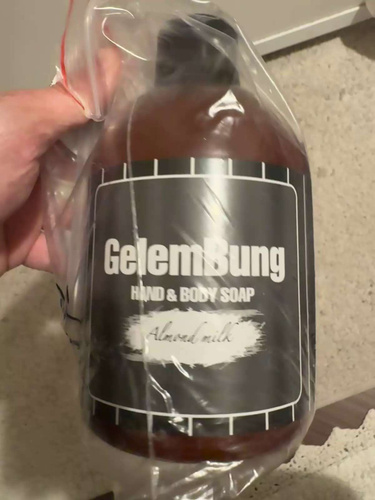 GelemBung
HAND & BODY SOAP
Almond milk